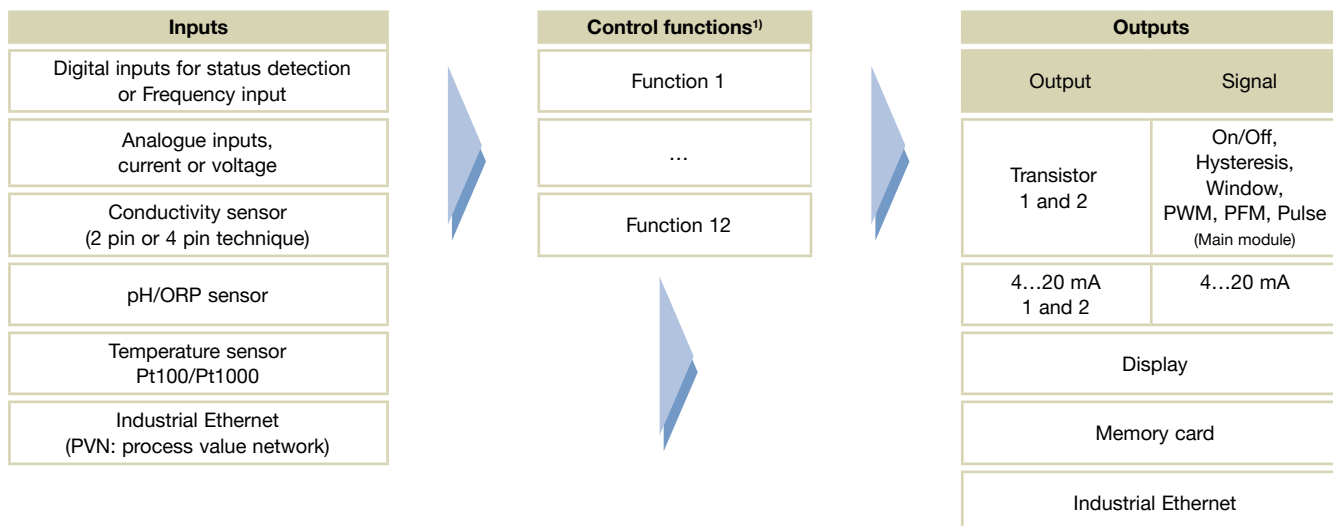 Inputs
Digital inputs for status detection
or Frequency input
Analogue inputs,
current or voltage
Conductivity sensor
(2 pin or 4 pin technique)
pH/ORP sensor
Temperature sensor
Pt100/Pt1000
Industrial Ethernet
(PVN: process value network)
Control functions¹⁾
Function 1
...
Function 12
Outputs
Output
Signal
Transistor
1 and 2
On/Off,
Hysteresis,
Window,
PWM, PFM, Pulse
(Main module)
4...20 mA
1 and 2
4...20 mA
Display
Memory card
Industrial Ethernet